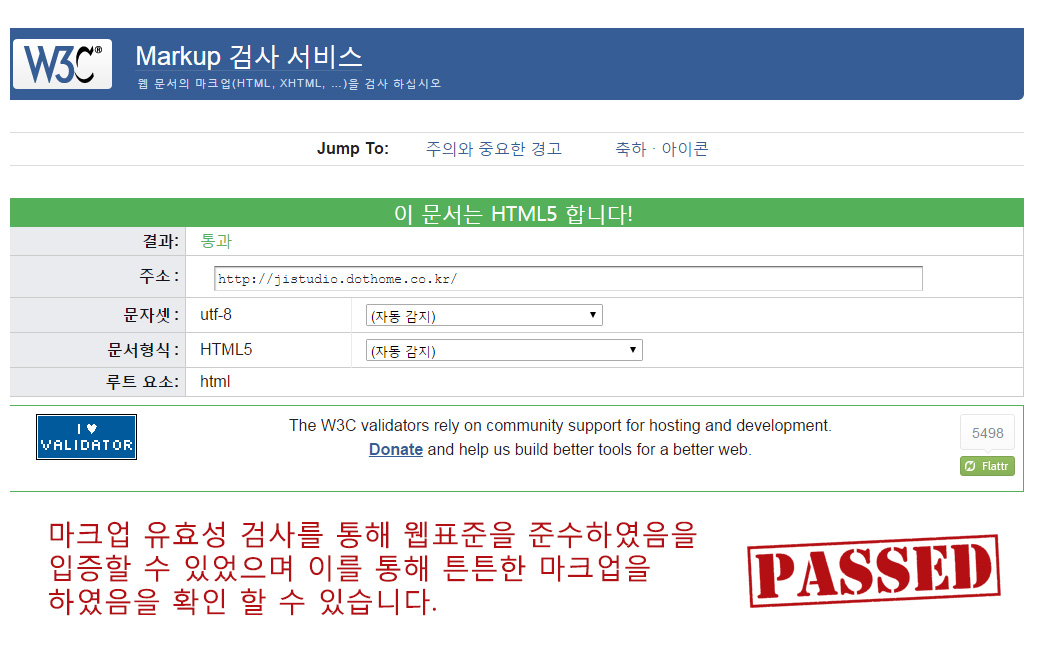 W3C®
Markup 검사 서비스
웹 문서의 마크업(HTML, XHTML, …)을 검사 하십시오
Jump To: 주의와 중요한 경고 축하 · 아이콘
이 문서는 HTML5 합니다!
결과: 통과
주소 : http://jistudio.dothome.co.kr/
문자셋 : utf-8 (자동 감지)
문서형식 : HTML5 (자동 감지)
루트 요소: html
I ♥
VALIDATOR
The W3C validators rely on community support for hosting and development.
Donate and help us build better tools for a better web.
5498
Flattr
마크업 유효성 검사를 통해 웹표준을 준수하였음을
입증할 수 있었으며 이를 통해 튼튼한 마크업을
하였음을 확인 할 수 있습니다.
PASSED